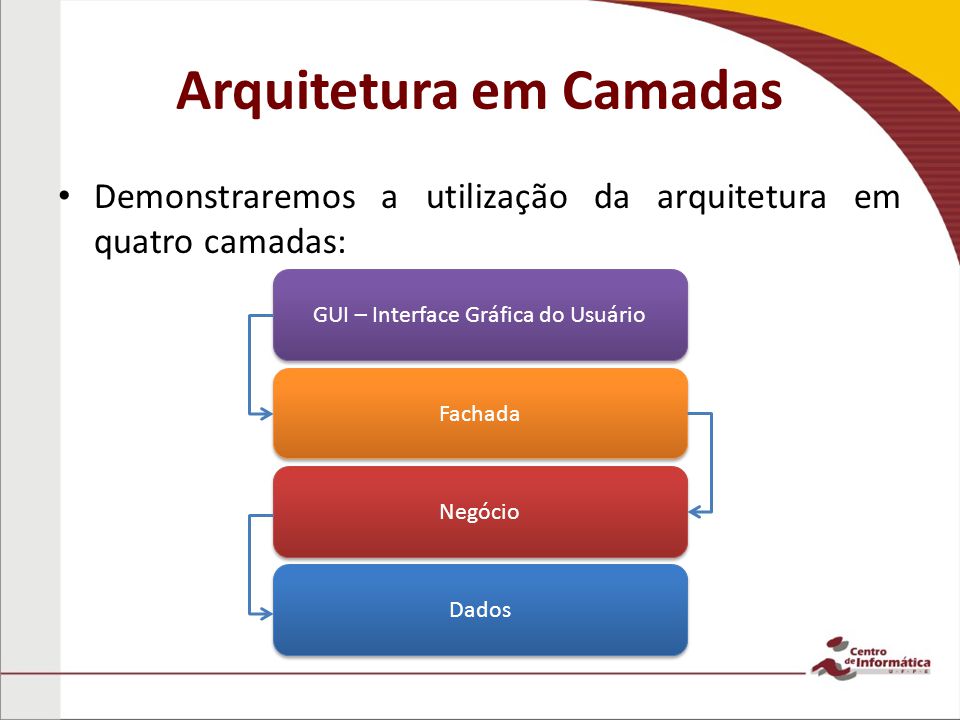 Arquitetura em Camadas
• Demonstraremos a utilização da arquitetura em
quatro camadas:
GUI – Interface Gráfica do Usuário
Fachada
Negócio
Dados
Centro
de Informática
U F P E